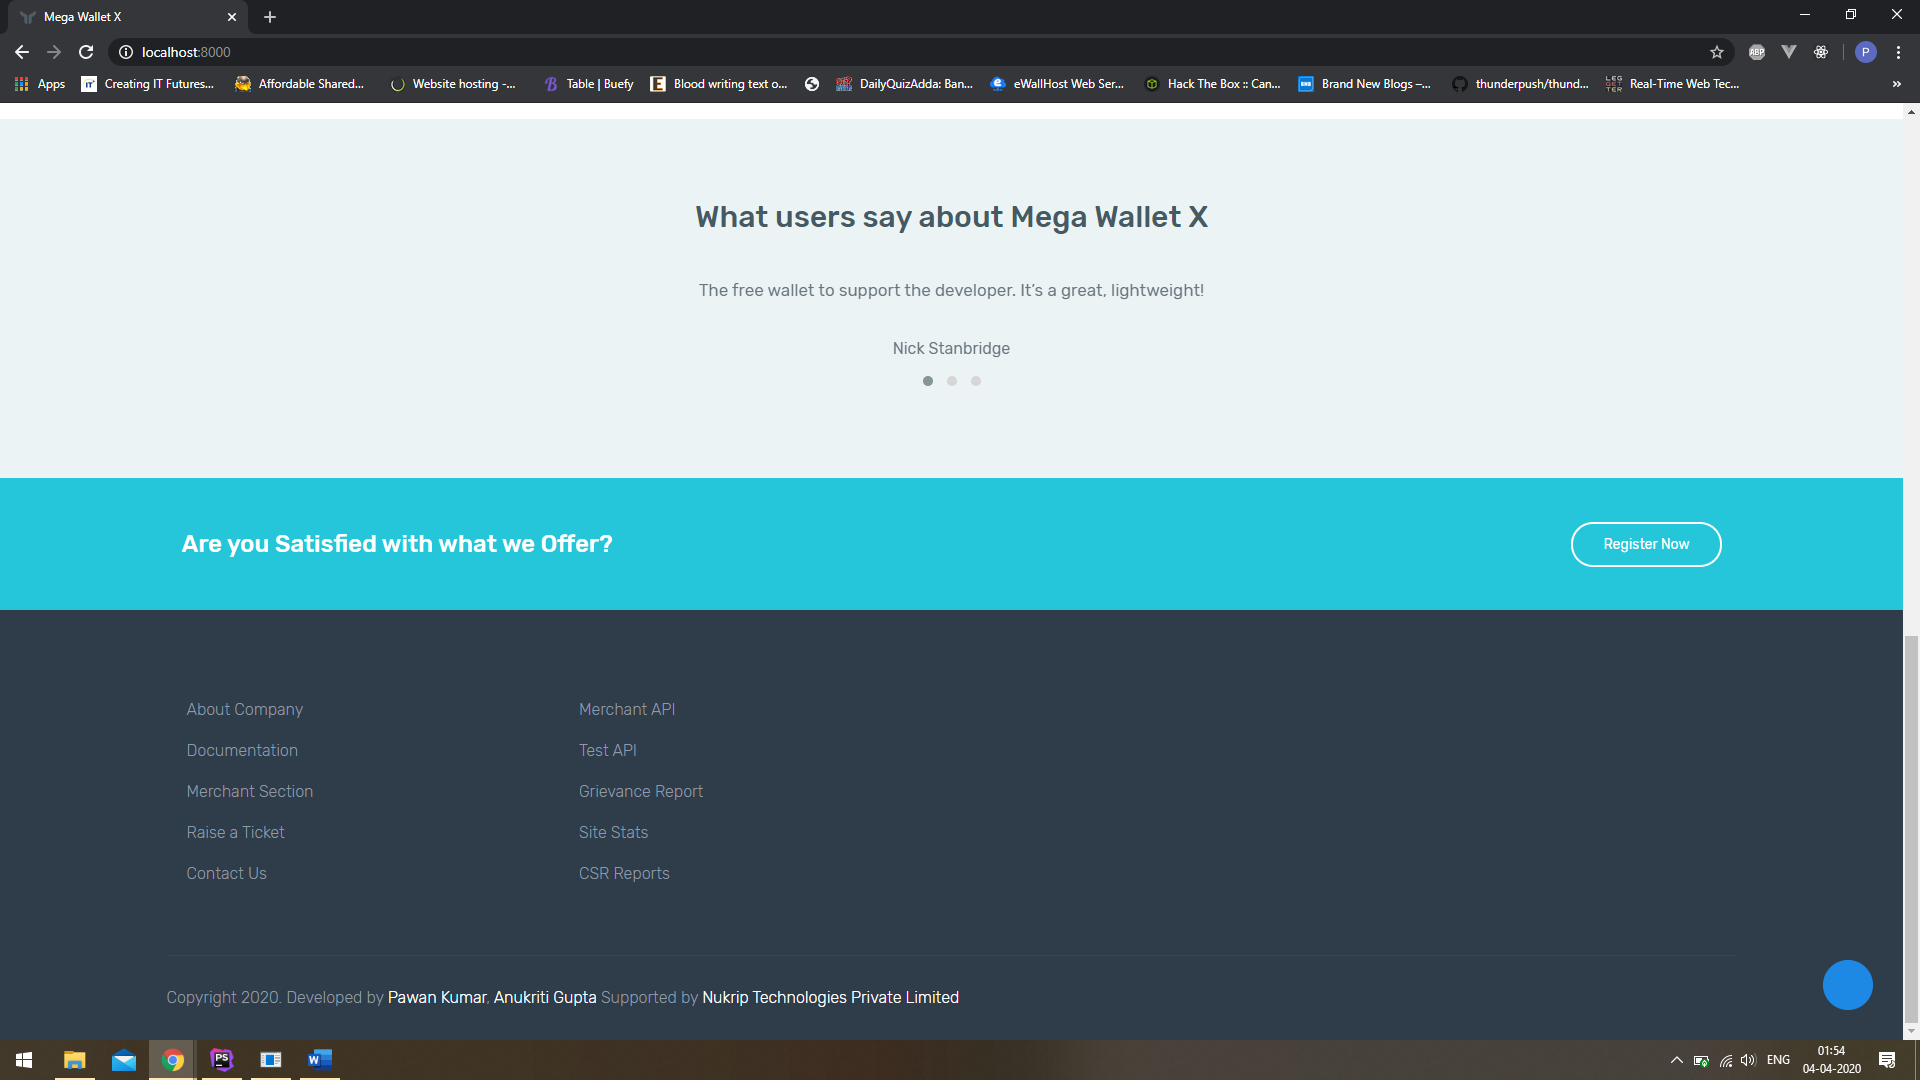 Mega Wallet X
localhost:8000
P
Apps
Creating IT Futures...
Affordable Shared...
Website hosting -...
Table | Buefy
Blood writing text o...
DailyQuizAdda: Ban...
eWallHost Web Ser...
Hack The Box :: Can...
Brand New Blogs –...
thunderpush/thund...
Real-Time Web Tec...
What users say about Mega Wallet X
The free wallet to support the developer. It’s a great, lightweight!
Nick Stanbridge
Are you Satisfied with what we Offer?
Register Now
About Company
Merchant API
Documentation
Test API
Merchant Section
Grievance Report
Raise a Ticket
Site Stats
Contact Us
CSR Reports
Copyright 2020. Developed by Pawan Kumar, Anukriti Gupta Supported by Nukrip Technologies Private Limited
ENG
01:54
04-04-2020